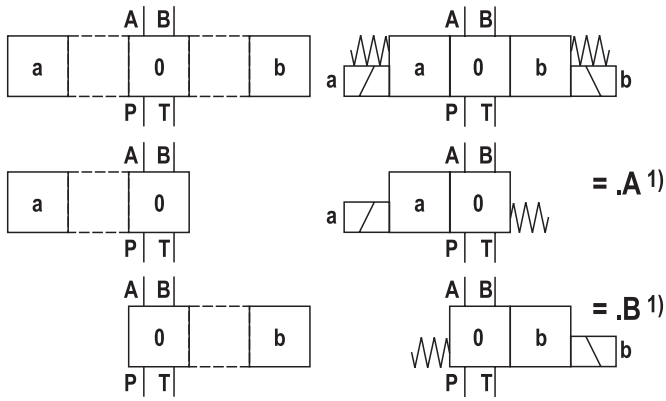 A B A B
a 0 b a 0 b
a b
P T P T
A B A B
a 0 a 0 = .A 1)
a
P T P T
A B A B
0 b 0 b = .B 1)
b
P T P T